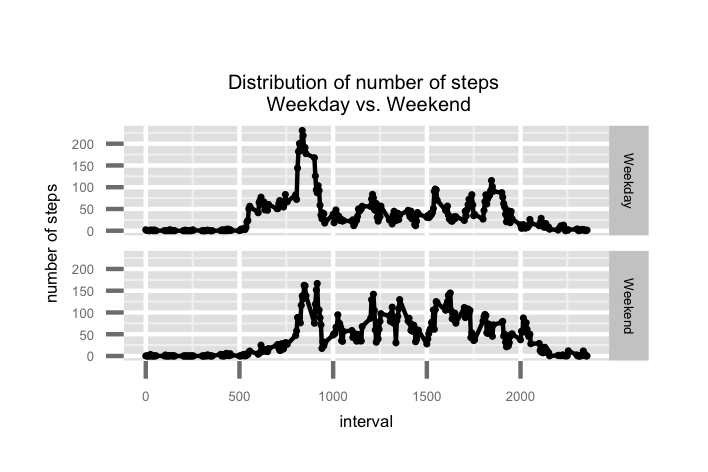 Distribution of number of steps
Weekday vs. Weekend
number of steps
200
150
100
50
0
Weekday
200
150
100
50
0
Weekend
0 500 1000 1500 2000
interval